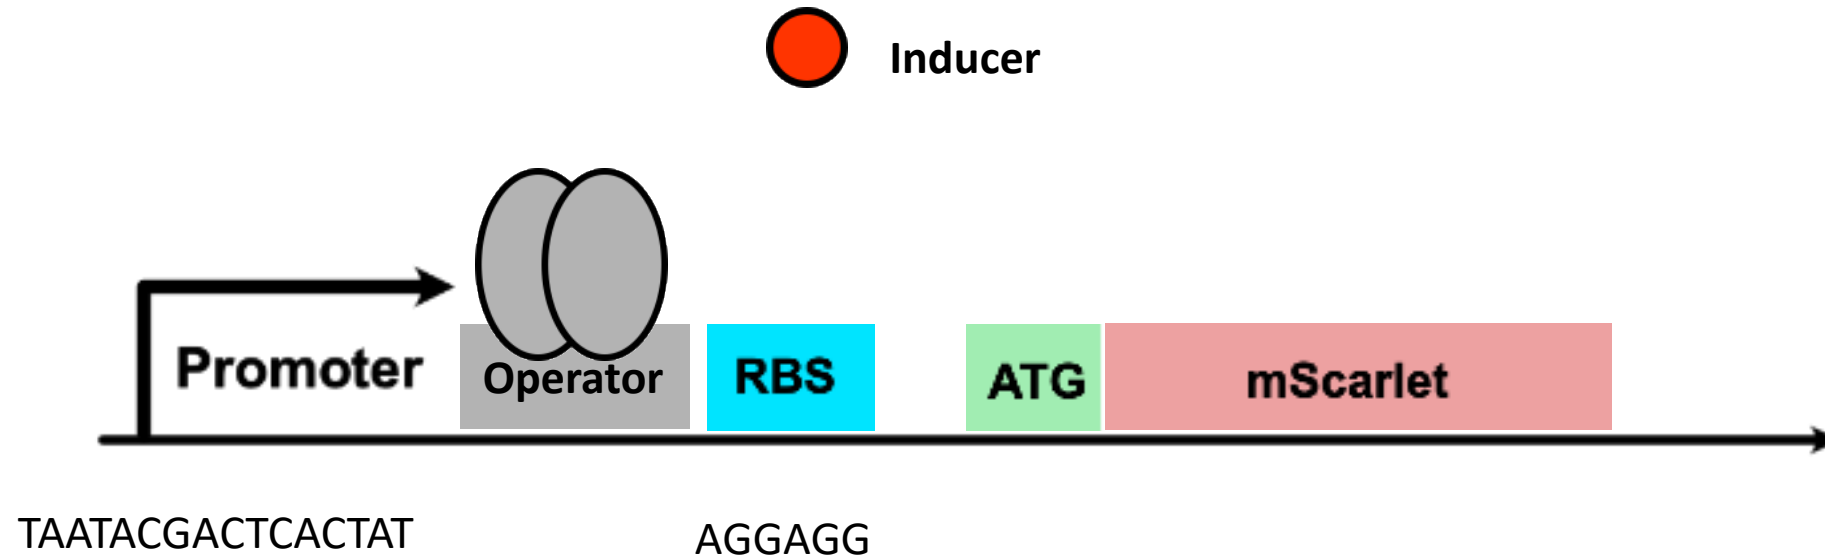 Inducer
Promoter
Operator
RBS
ATG
mScarlet
TAATACGACTCACTAT
AGGAGG